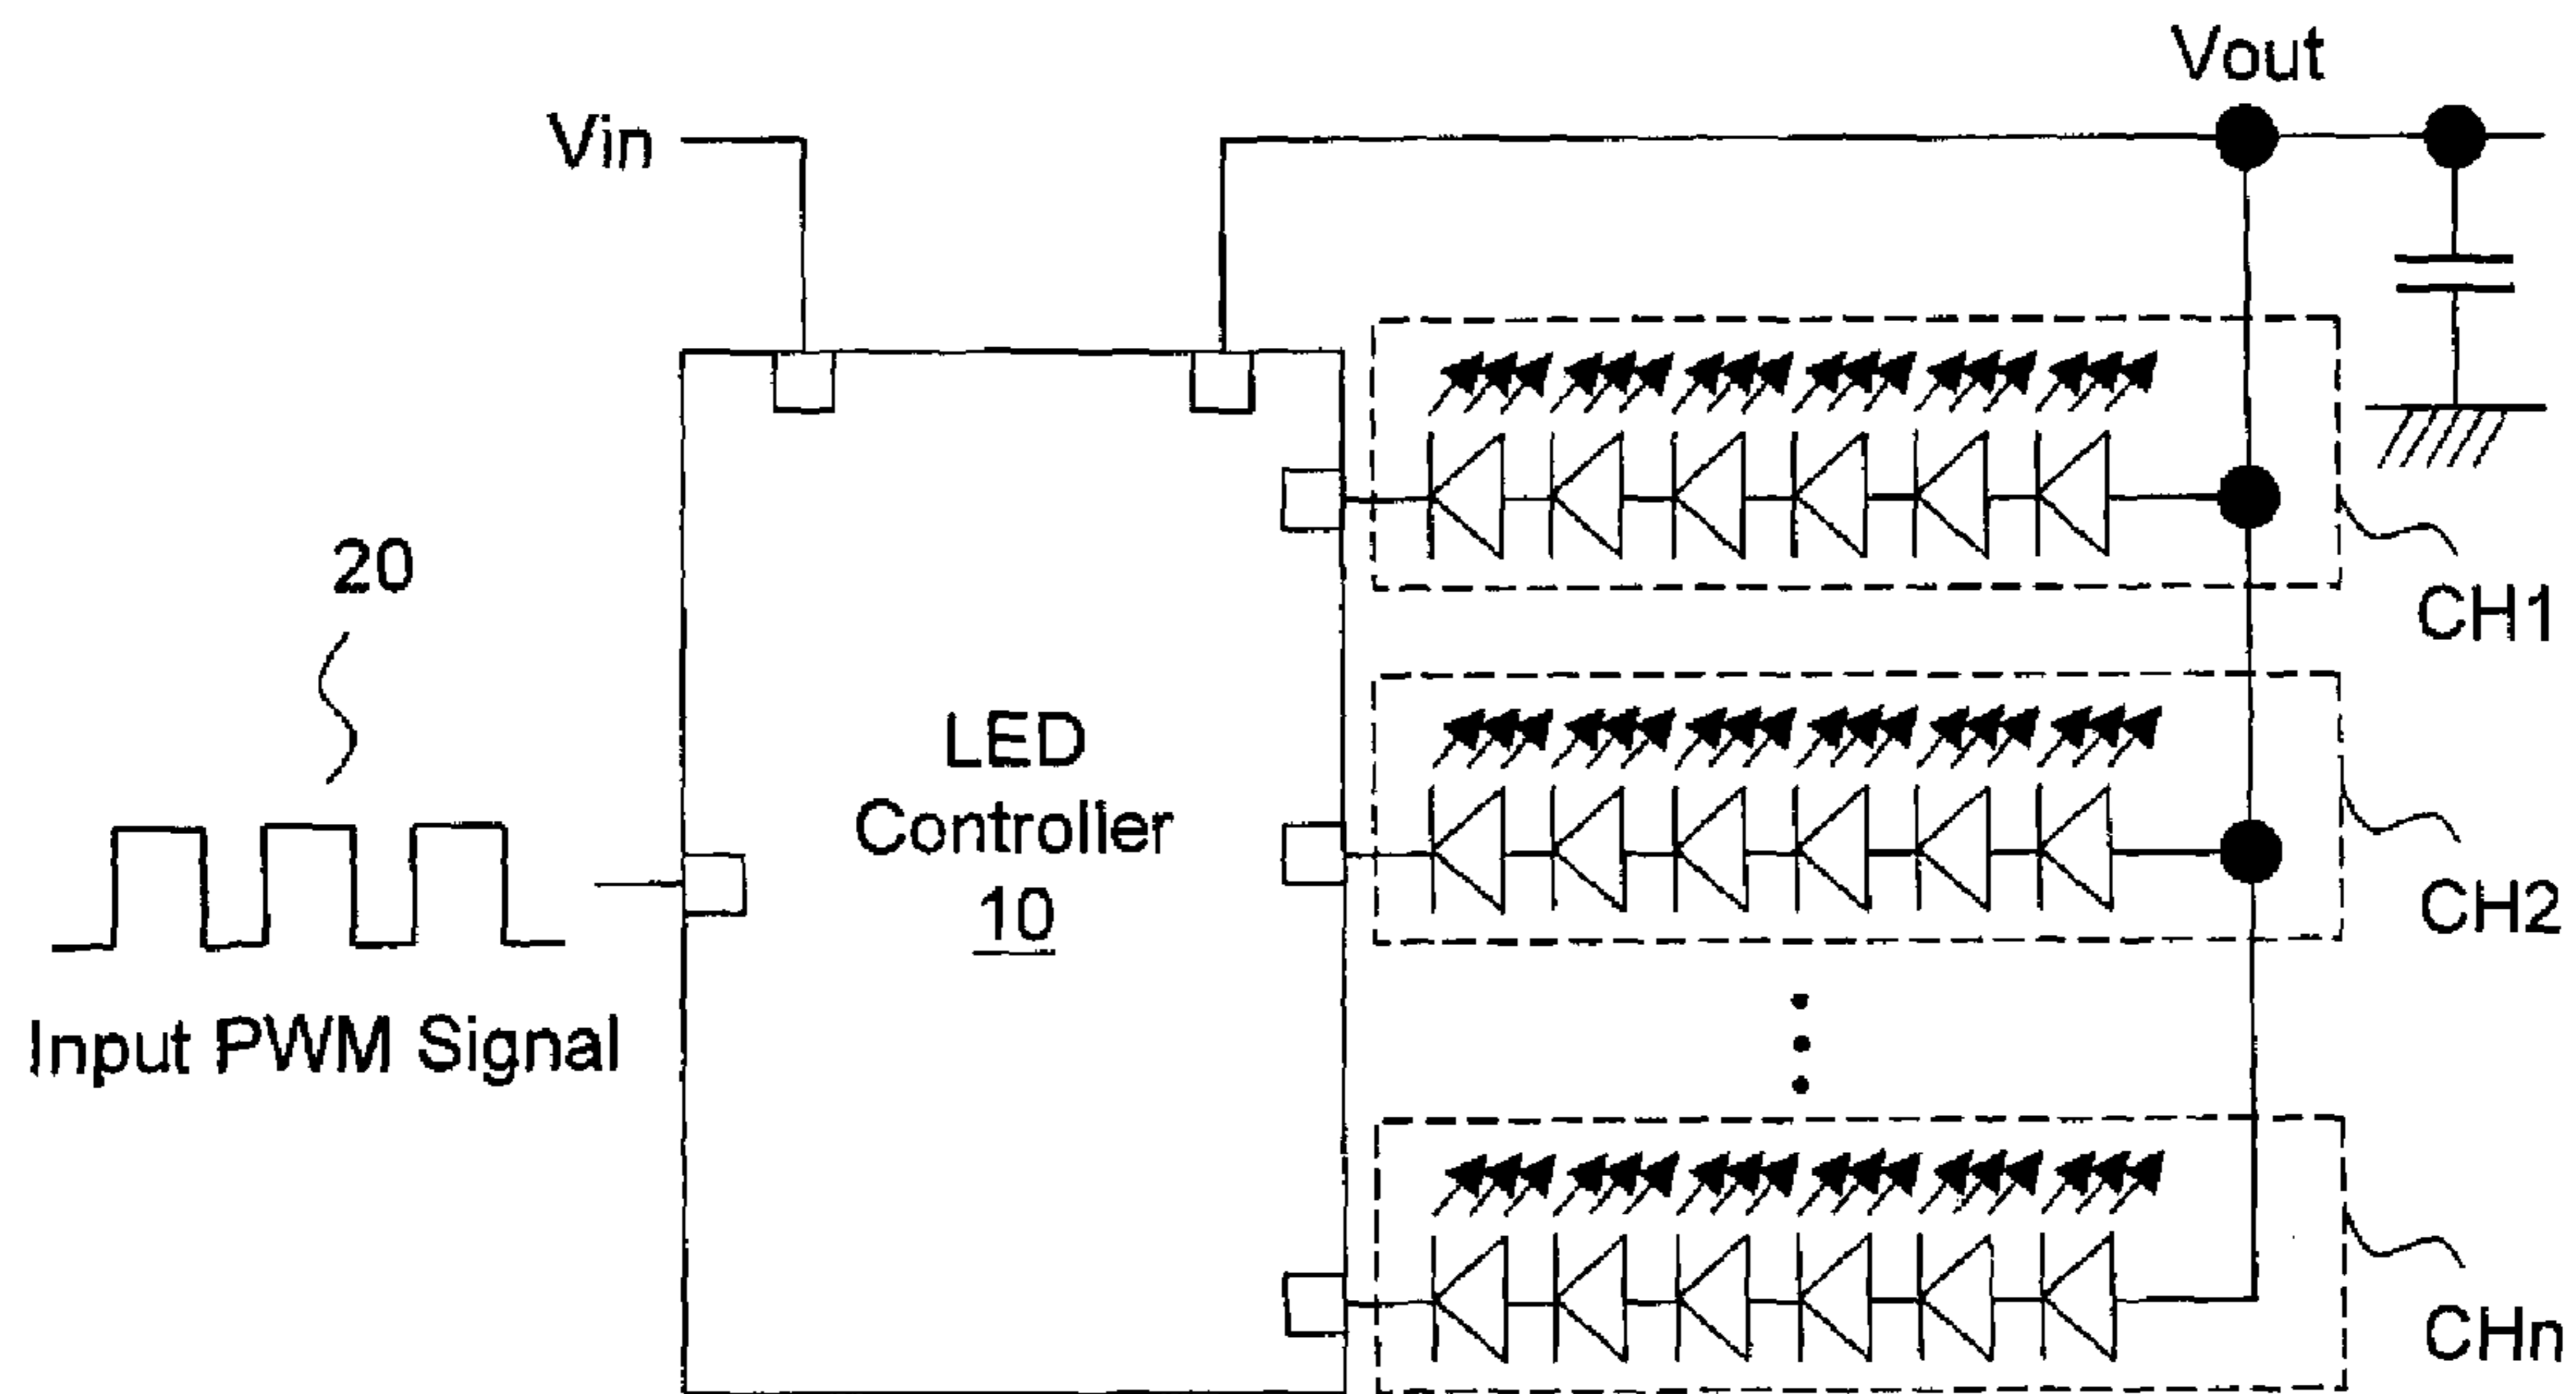 Vout
Vin
20
CH1
LED
Controller
10
CH2
Input PWM Signal
CHn